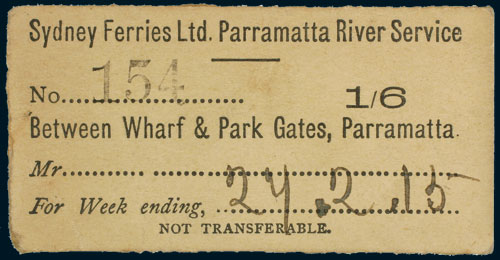 Sydney Ferries Ltd. Parramatta River Service
No. 154 1/6
Between Wharf & Park Gates, Parramatta.
Mr.
For Week ending, 27.2.15
NOT TRANSFERABLE.